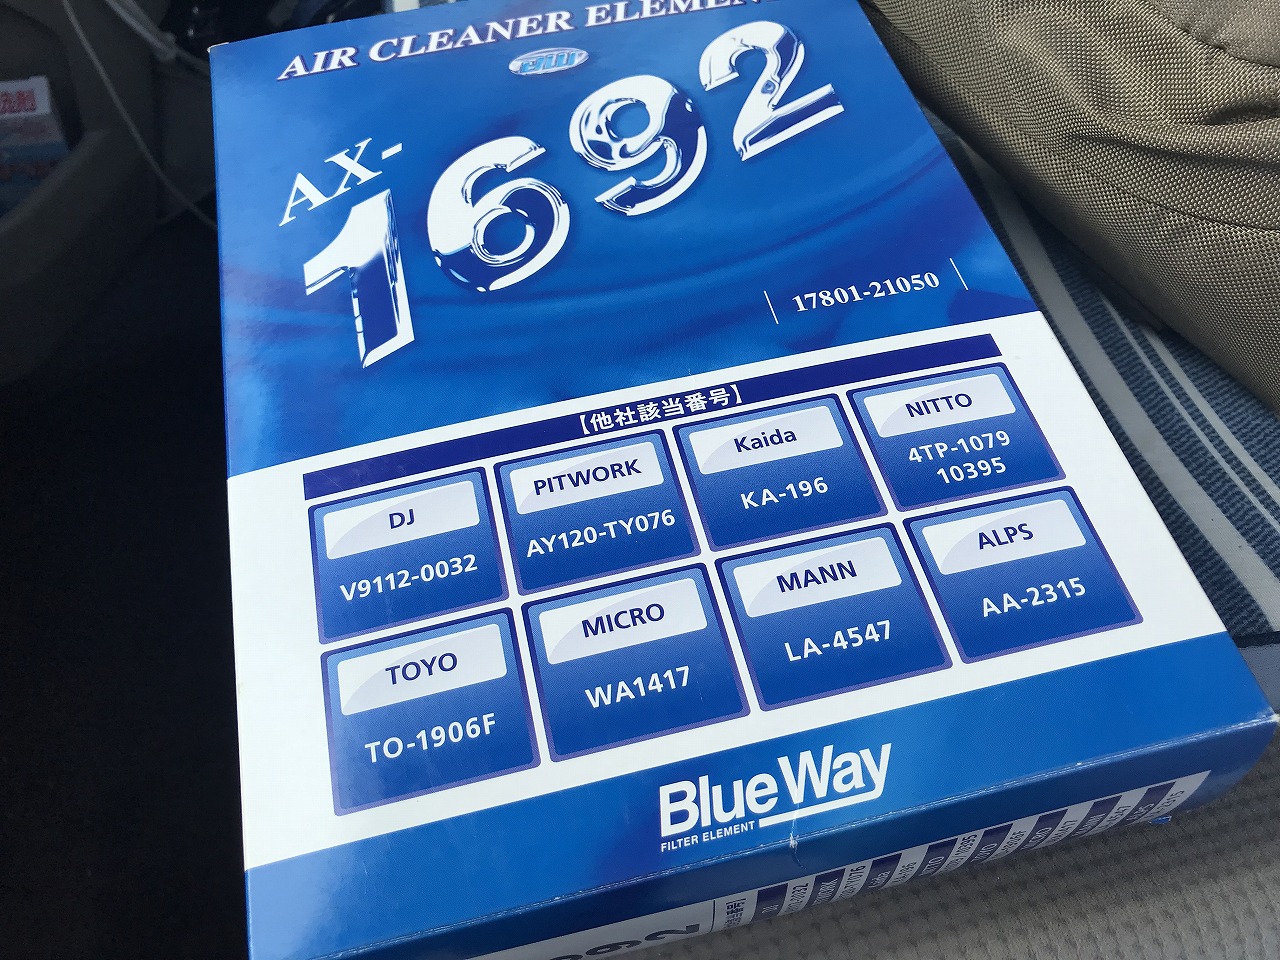 AIR CLEANER ELEMENT
BW
AX-
1692
17801-21050
【他社該当番号】
DJ
V9112-0032
PITWORK
AY120-TY076
Kaida
KA-196
NITTO
4TP-1079
10395
TOYO
TO-1906F
MICRO
WA1417
MANN
LA-4547
ALPS
AA-2315
BlueWay
FILTER ELEMENT